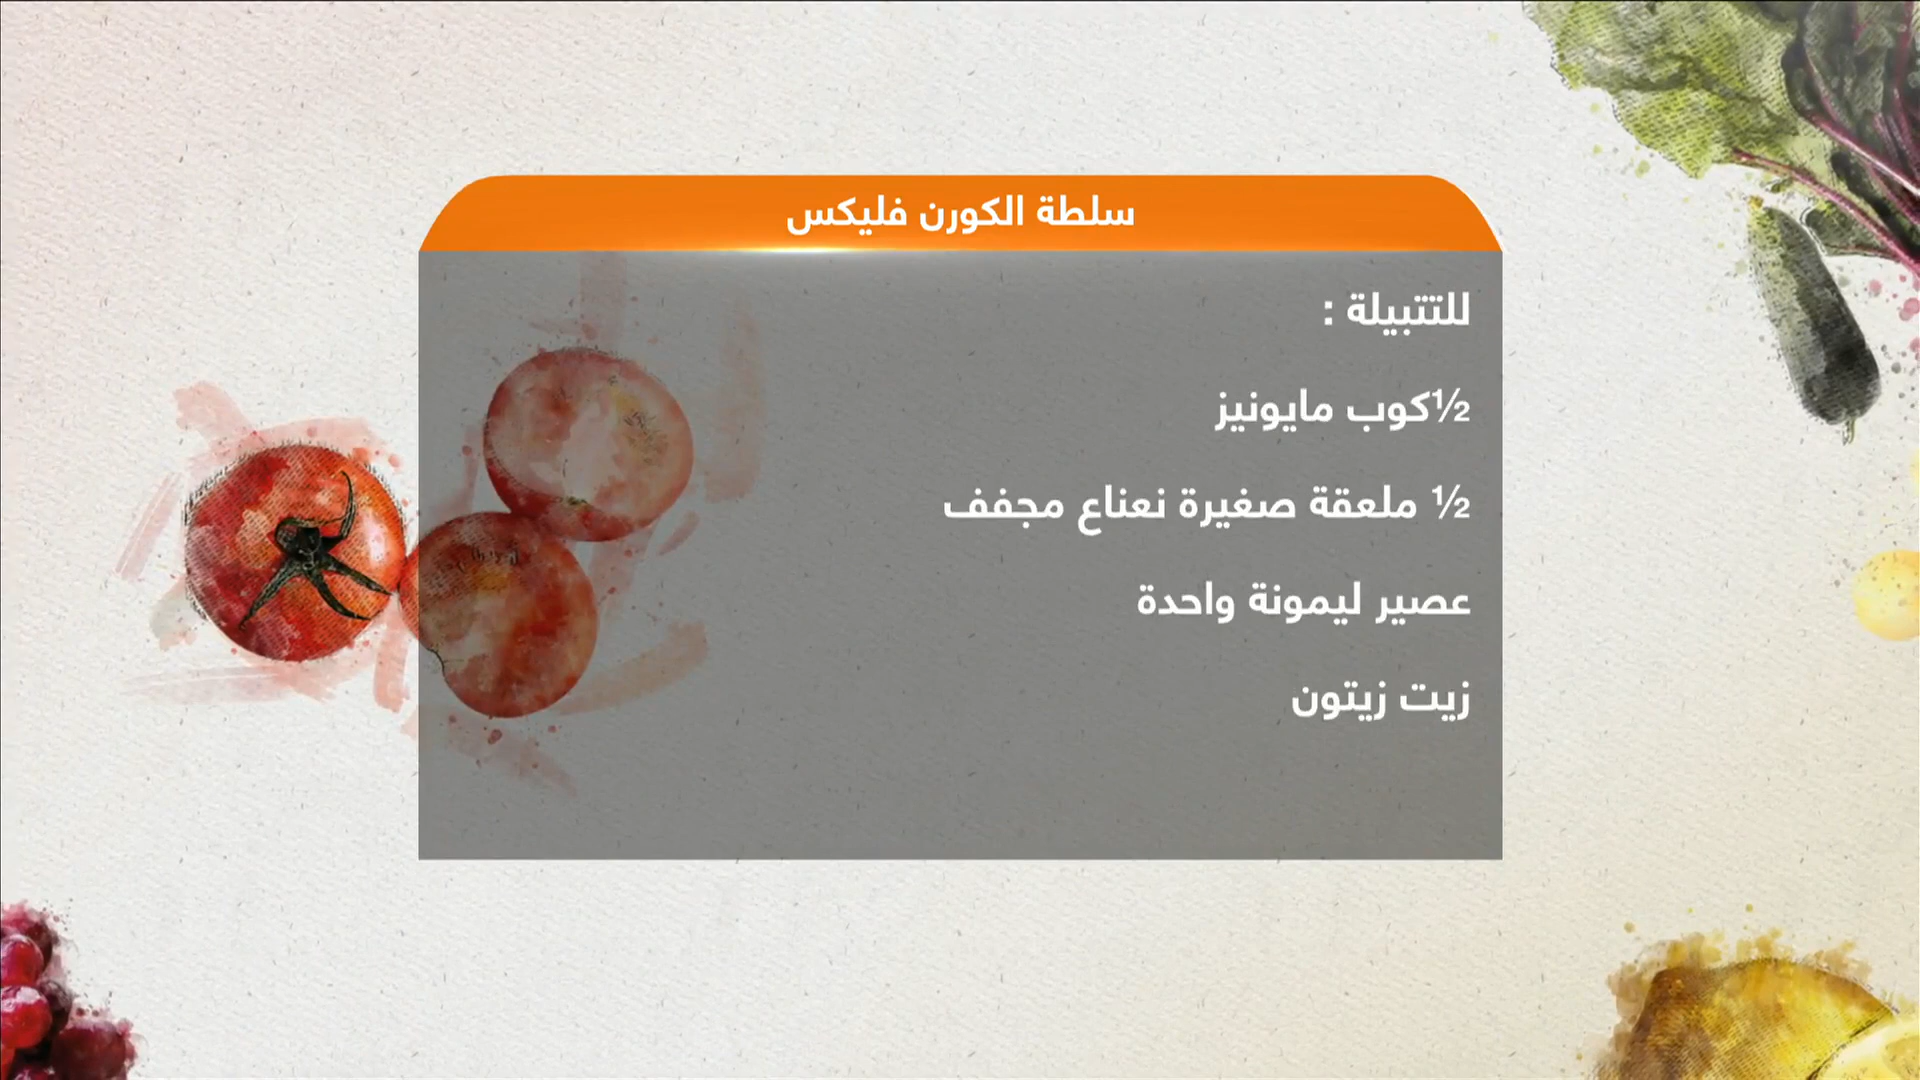 سلطة الكورن فليكس
للتتبيلة :
½كوب مايونيز
½ ملعقة صغيرة نعناع مجفف
عصير ليمونة واحدة
زيت زيتون